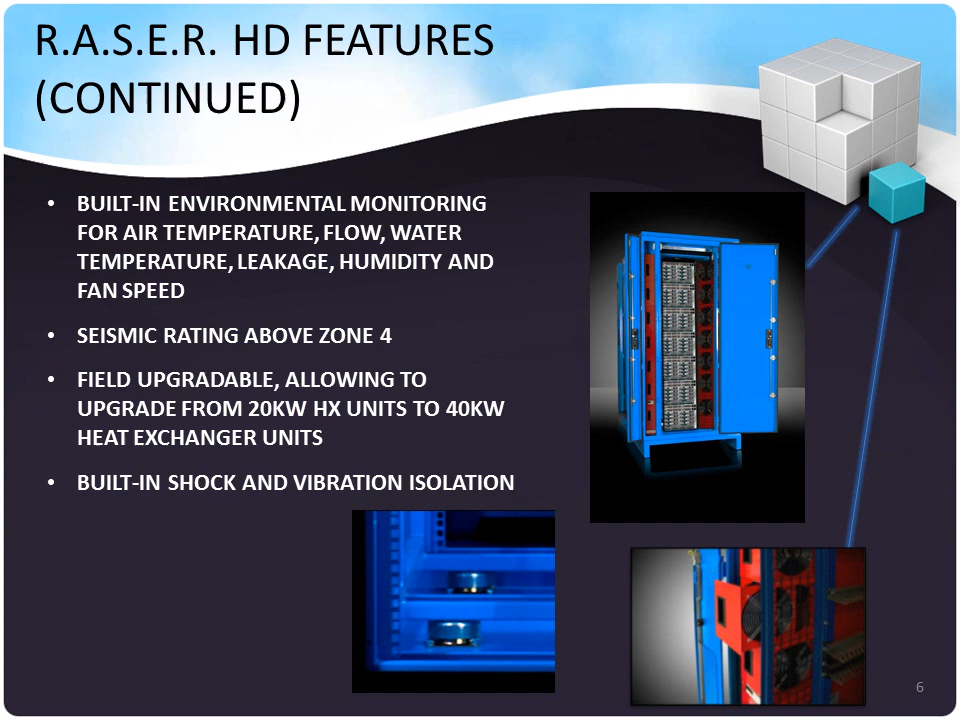 R.A.S.E.R. HD FEATURES
(CONTINUED)
• BUILT-IN ENVIRONMENTAL MONITORING
FOR AIR TEMPERATURE, FLOW, WATER
TEMPERATURE, LEAKAGE, HUMIDITY AND
FAN SPEED
• SEISMIC RATING ABOVE ZONE 4
• FIELD UPGRADABLE, ALLOWING TO
UPGRADE FROM 20KW HX UNITS TO 40KW
HEAT EXCHANGER UNITS
• BUILT-IN SHOCK AND VIBRATION ISOLATION
6